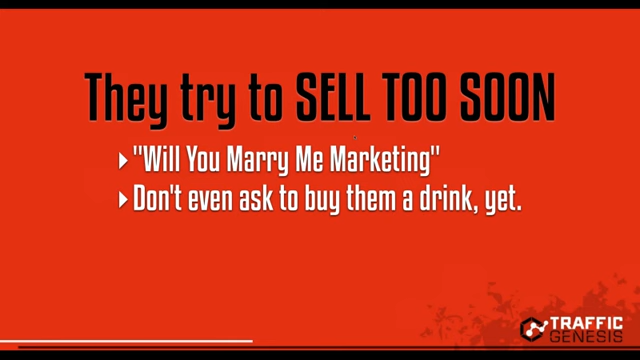 They try to SELL TOO SOON
"Will You Marry Me Marketing"
Don't even ask to buy them a drink, yet.
TRAFFIC
GENESIS